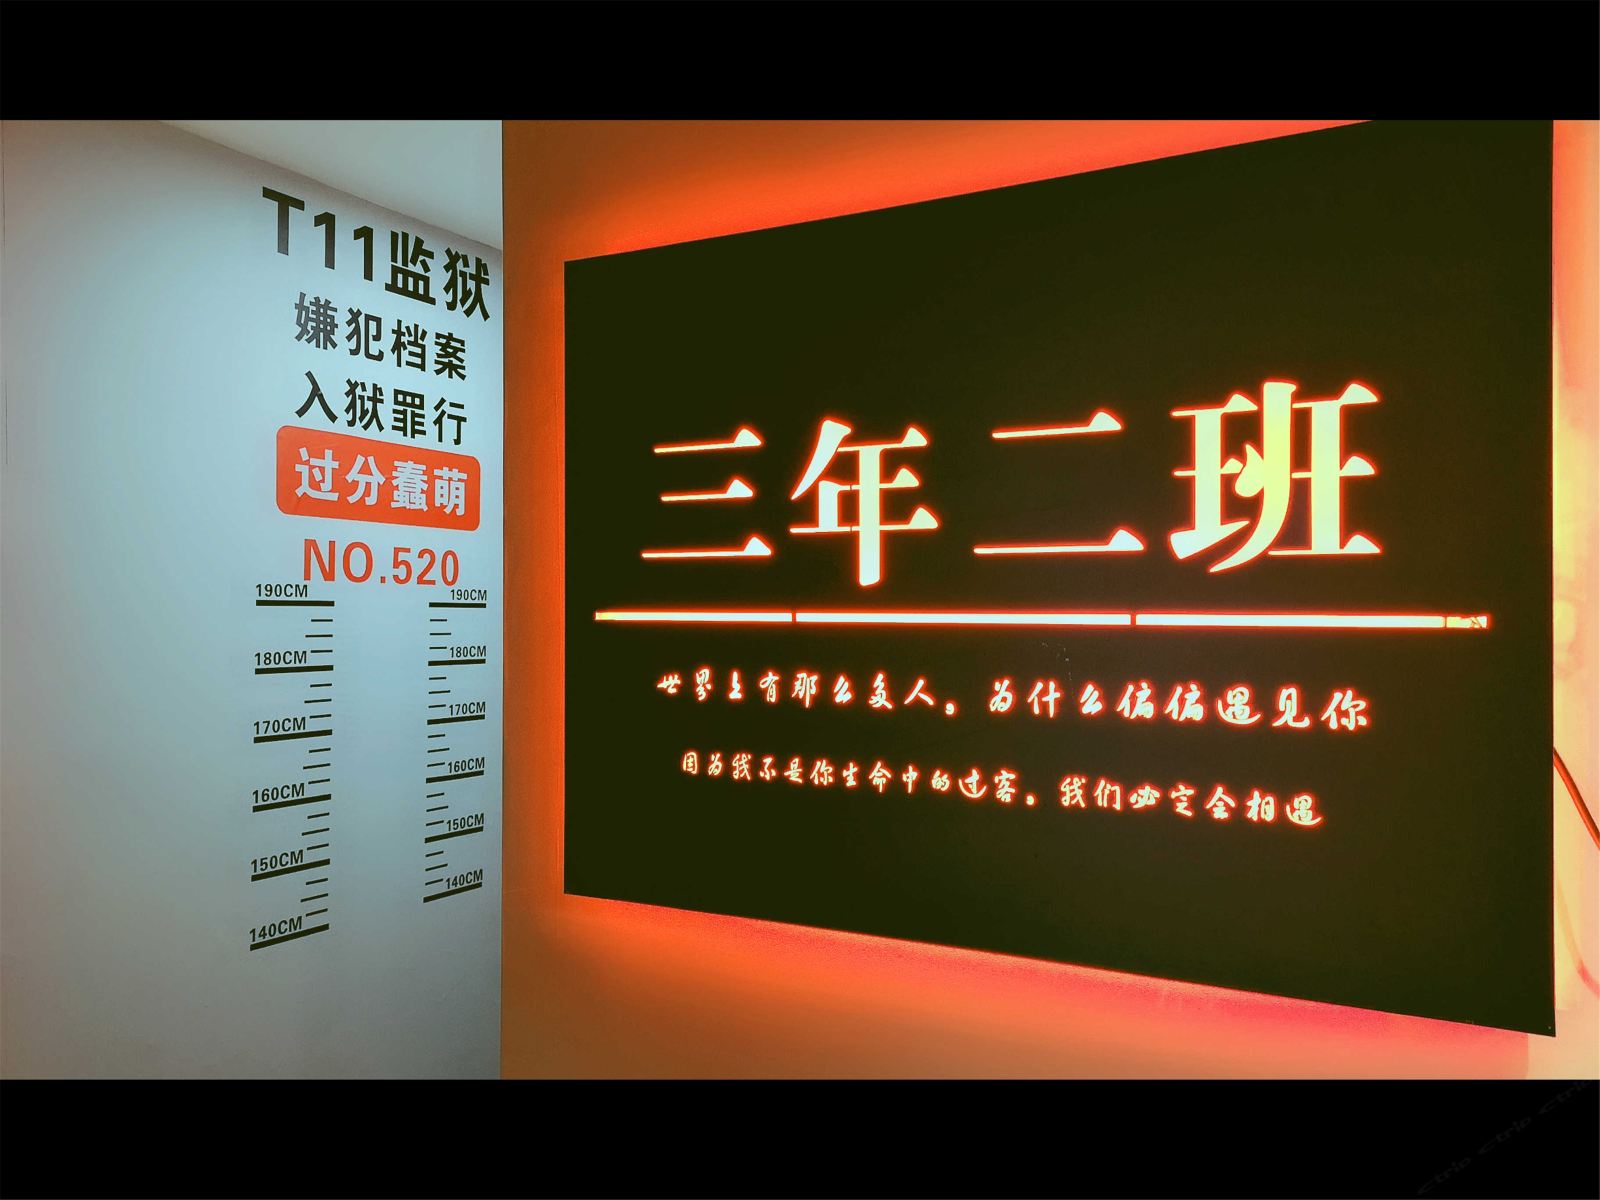 T11监狱
嫌犯档案
入狱罪行
过分蠢萌
NO.520
190CM 190CM
180CM 180CM
170CM 170CM
160CM 160CM
150CM 150CM
140CM 140CM
三年二班
世界上有那么多人，为什么偏偏遇见你
因为我不是你生命中的过客。我们必定会相遇
ctrip ctrip ctrip